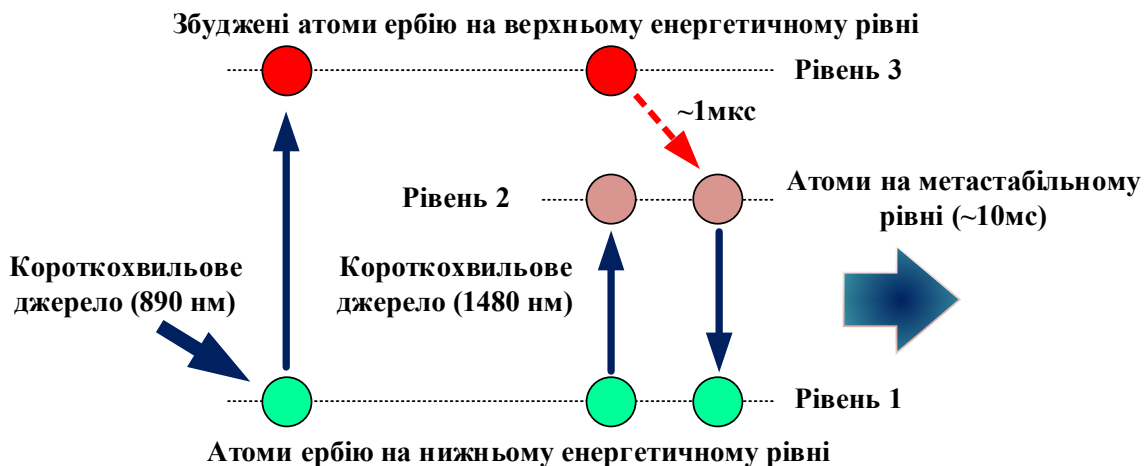 Збуджені атоми ербію на верхньому енергетичному рівні
Рівень 3
~1мкс
Рівень 2
Атоми на метастабільному
рівні (~10мс)
Короткохвильове
джерело (890 нм)
Короткохвильове
джерело (1480 нм)
Рівень 1
Атоми ербію на нижньому енергетичному рівні